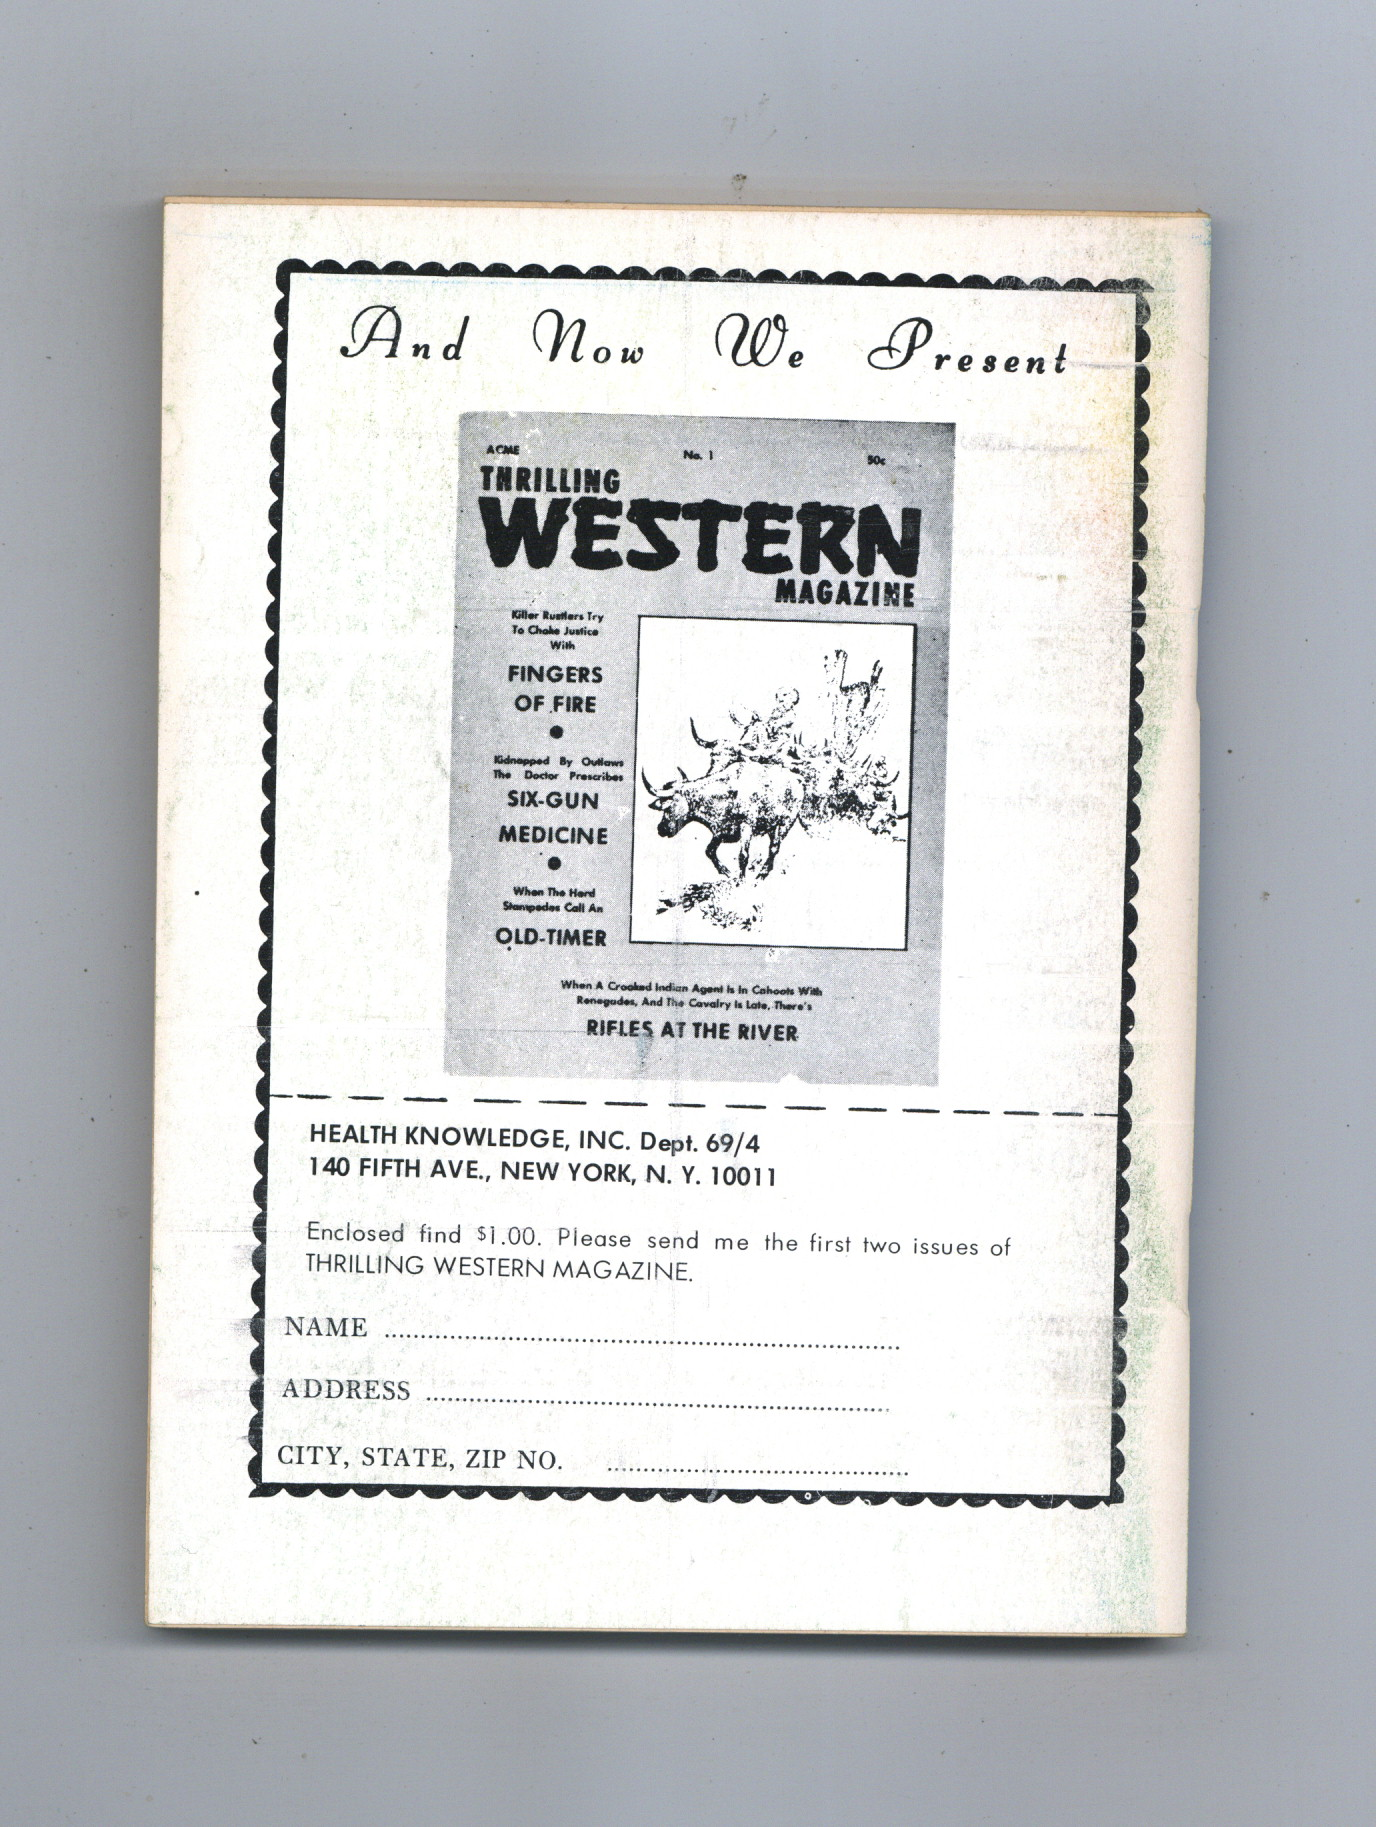 And Now We Present
ACME No. 1 50c
THRILLING
WESTERN
MAGAZINE
Killer Rustlers Try
To Choke Justice
With
FINGERS
OF FIRE
Kidnapped By Outlaws
The Doctor Prescribes
SIX-GUN
MEDICINE
When The Herd
Stampedes Call An
OLD-TIMER
When A Crooked Indian Agent Is In Cahoots With
Renegades, And The Cavalry Is Late, There's
RIFLES AT THE RIVER
HEALTH KNOWLEDGE, INC. Dept. 69/4
140 FIFTH AVE., NEW YORK, N. Y. 10011
Enclosed find $1.00. Please send me the first two issues of
THRILLING WESTERN MAGAZINE.
NAME
ADDRESS
CITY, STATE, ZIP NO.